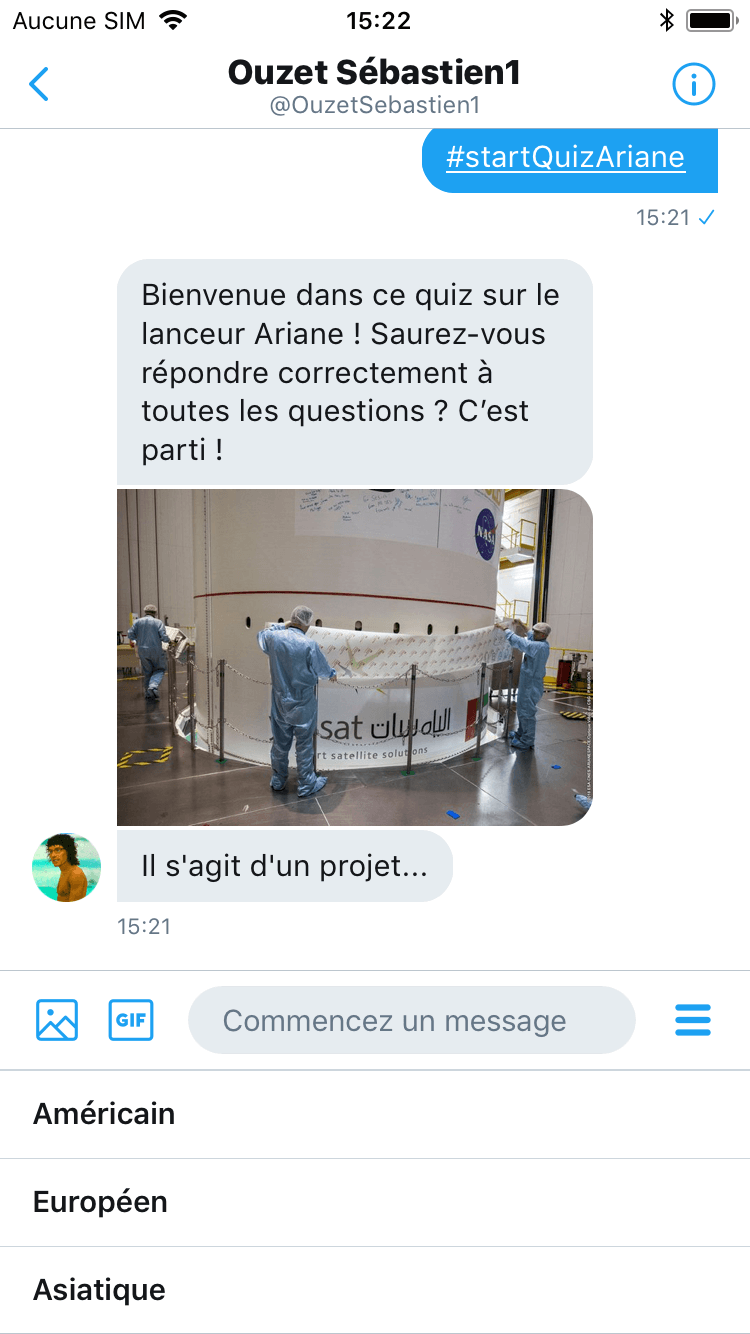 Aucune SIM 15:22
Ouzet Sébastien1
@OuzetSebastien1
#startQuizAriane
15:21
Bienvenue dans ce quiz sur le
lanceur Ariane ! Saurez-vous
répondre correctement à
toutes les questions ? C’est
parti !
NASA
sat الياه سات
rt satellite solutions
Il s'agit d'un projet...
15:21
GIF
Commencez un message
Américain
Européen
Asiatique